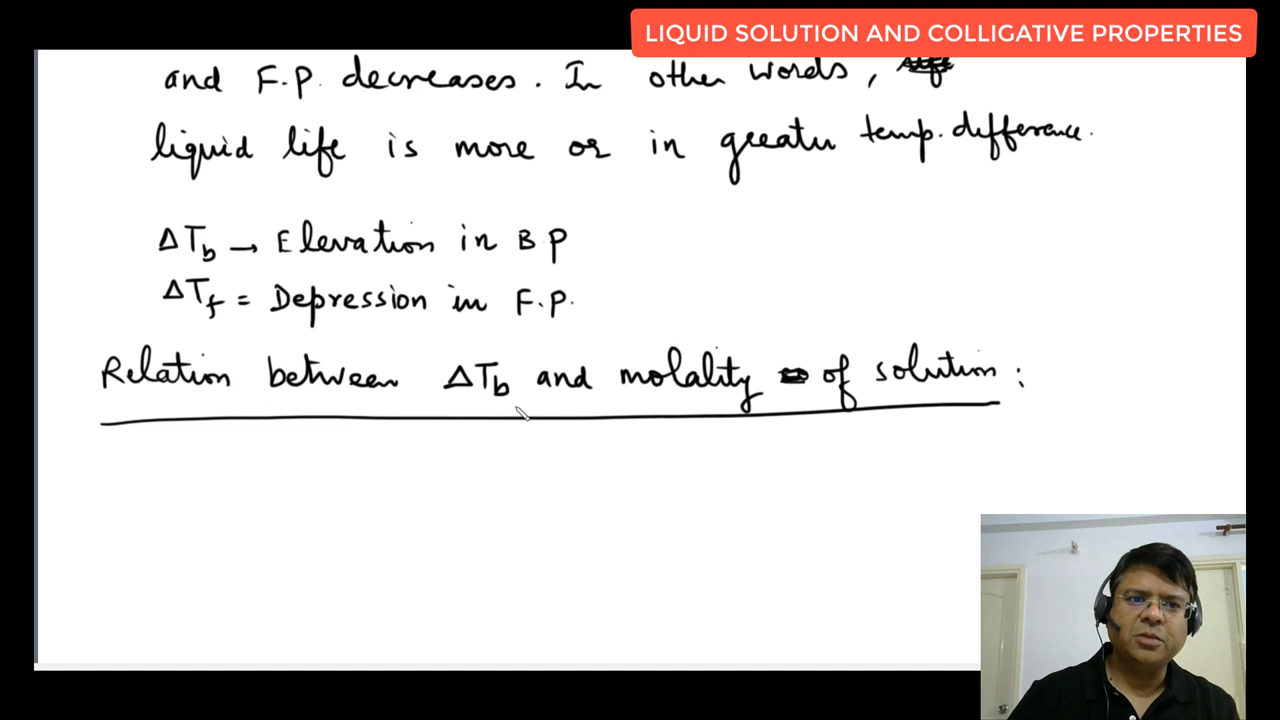 LIQUID SOLUTION AND COLLIGATIVE PROPERTIES
and F.P. decreases. In other words,
liquid life is more or in greater temp. difference.
ΔTb → Elevation in B P
ΔTf = Depression in F.P.
Relation between ΔTb and molality of solution :